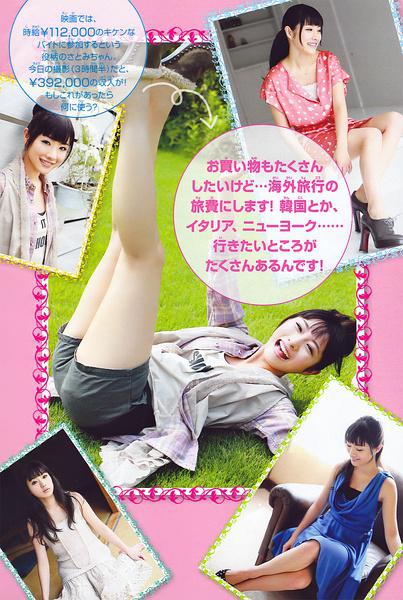 映画では、
時給¥112,000のキケンな
バイトに参加するという
役柄のさとみちゃん。
今日の撮影(3時間半)だと、
¥392,000の収入が!
もしこれがあったら
何に使う?
お買い物もたくさん
したいけど…海外旅行の
旅費にします! 韓国とか、
イタリア、ニューヨーク……
行きたいところが
たくさんあるんです!